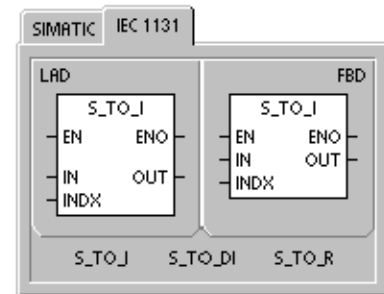 SIMATIC IEC 1131
LAD FBD
S_TO_I S_TO_I
EN ENO EN ENO
IN OUT IN OUT
INDX INDX
S_TO_I S_TO_DI S_TO_R